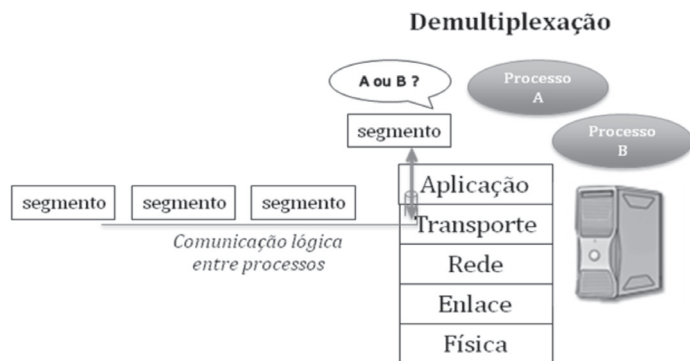 Demultiplexação
A ou B ?
Processo
A
segmento
Processo
B
Aplicação
segmento
segmento
segmento
Transporte
Comunicação lógica
entre processos
Rede
Enlace
Física